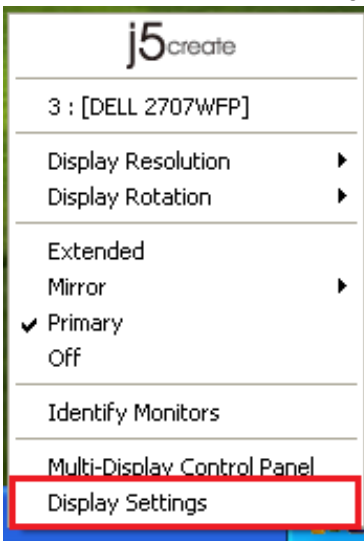 j5create
3 : [DELL 2707WFP]
Display Resolution
Display Rotation
Extended
Mirror
Primary
Off
Identify Monitors
Multi-Display Control Panel
Display Settings